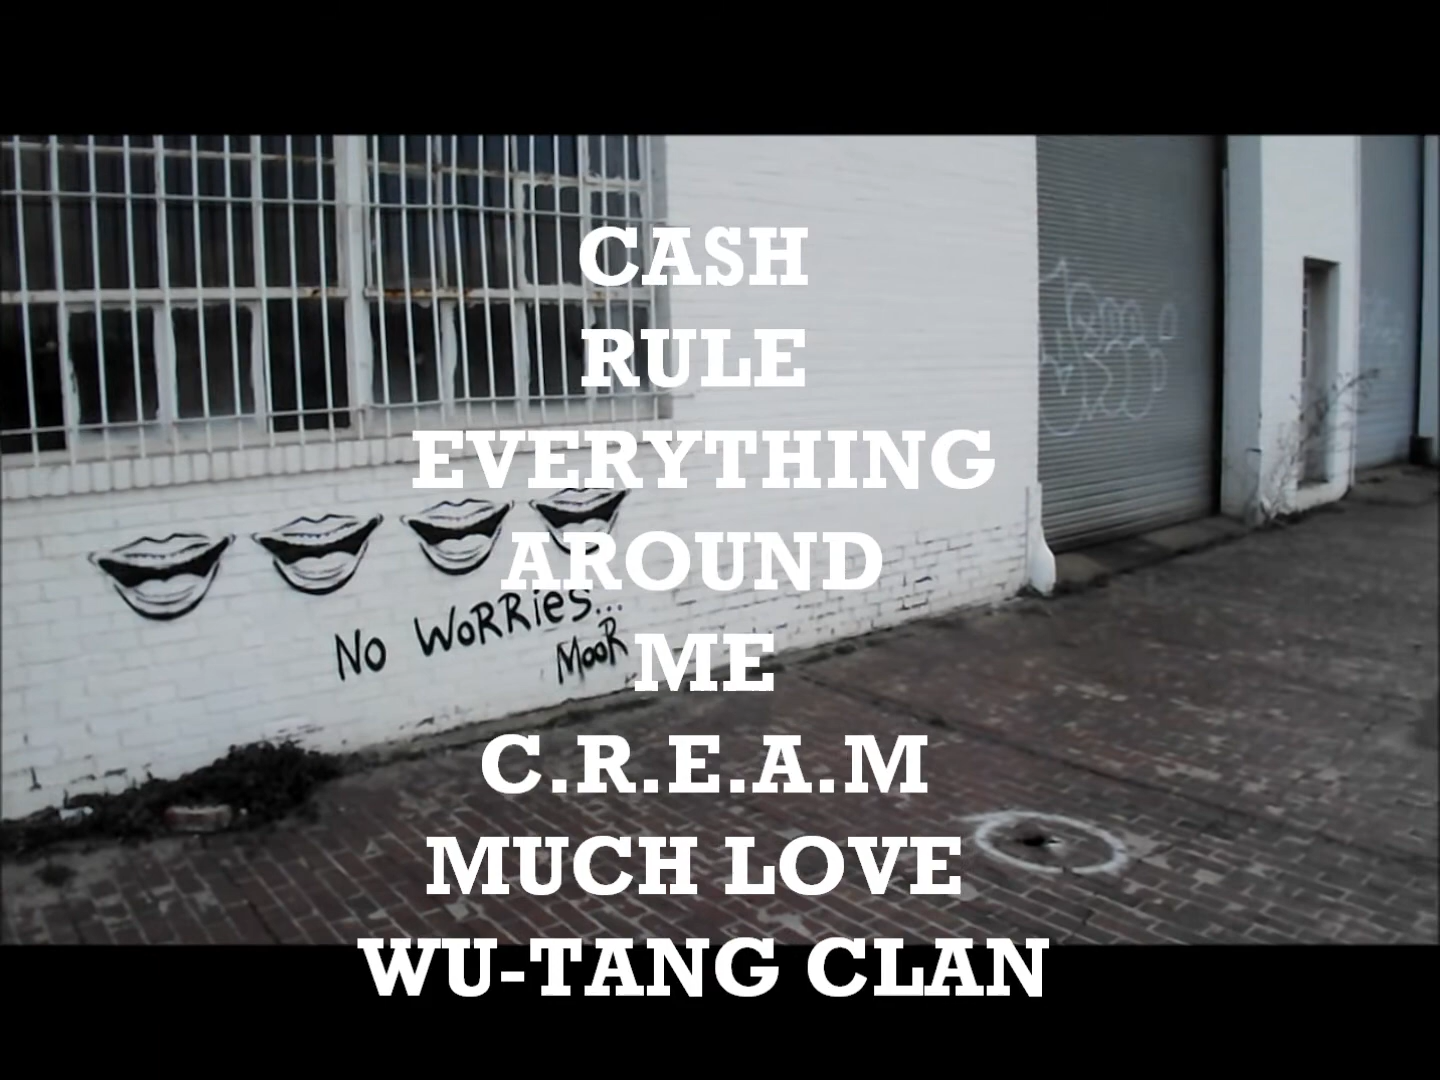 CASH
RULE
EVERYTHING
AROUND
ME
C.R.E.A.M
MUCH LOVE
WU-TANG CLAN
NO WORRies...
MooR